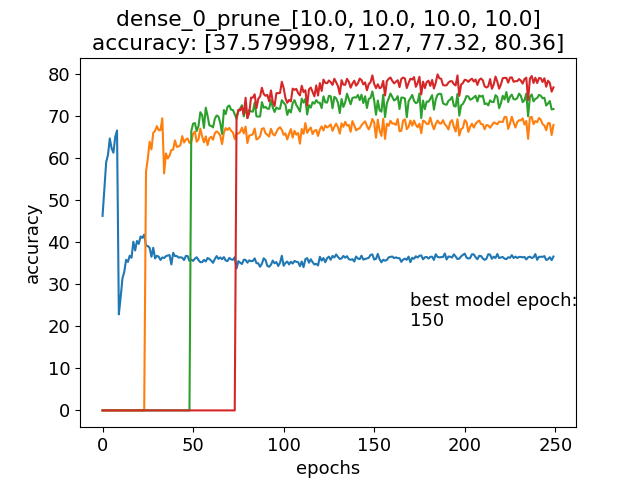 dense_0_prune_[10.0, 10.0, 10.0, 10.0]
accuracy: [37.579998, 71.27, 77.32, 80.36]
80
70
60
50
40
30
20
10
0
accuracy
best model epoch:
150
0 50 100 150 200 250
epochs